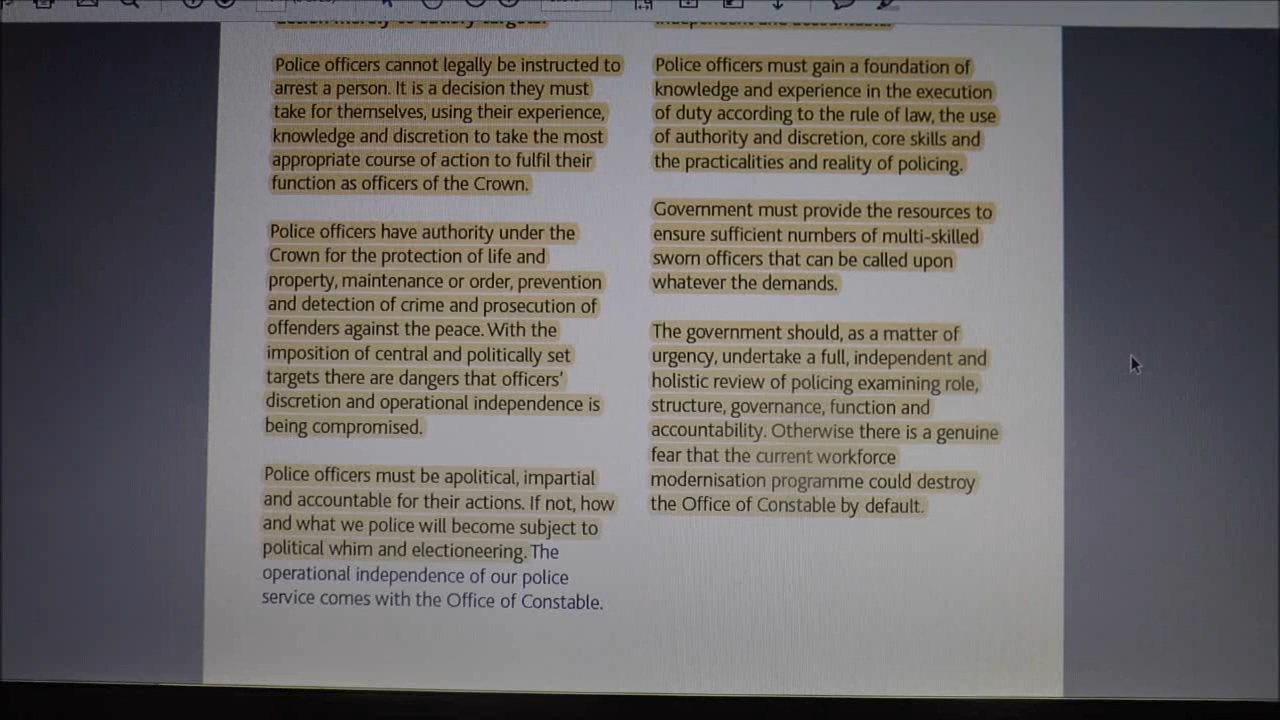 action merely to satisfy targets.
Police officers cannot legally be instructed to
arrest a person. It is a decision they must
take for themselves, using their experience,
knowledge and discretion to take the most
appropriate course of action to fulfil their
function as officers of the Crown.
Police officers have authority under the
Crown for the protection of life and
property, maintenance or order, prevention
and detection of crime and prosecution of
offenders against the peace. With the
imposition of central and politically set
targets there are dangers that officers’
discretion and operational independence is
being compromised.
Police officers must be apolitical, impartial
and accountable for their actions. If not, how
and what we police will become subject to
political whim and electioneering. The
operational independence of our police
service comes with the Office of Constable.
independent and accountable.
Police officers must gain a foundation of
knowledge and experience in the execution
of duty according to the rule of law, the use
of authority and discretion, core skills and
the practicalities and reality of policing.
Government must provide the resources to
ensure sufficient numbers of multi-skilled
sworn officers that can be called upon
whatever the demands.
The government should, as a matter of
urgency, undertake a full, independent and
holistic review of policing examining role,
structure, governance, function and
accountability. Otherwise there is a genuine
fear that the current workforce
modernisation programme could destroy
the Office of Constable by default.